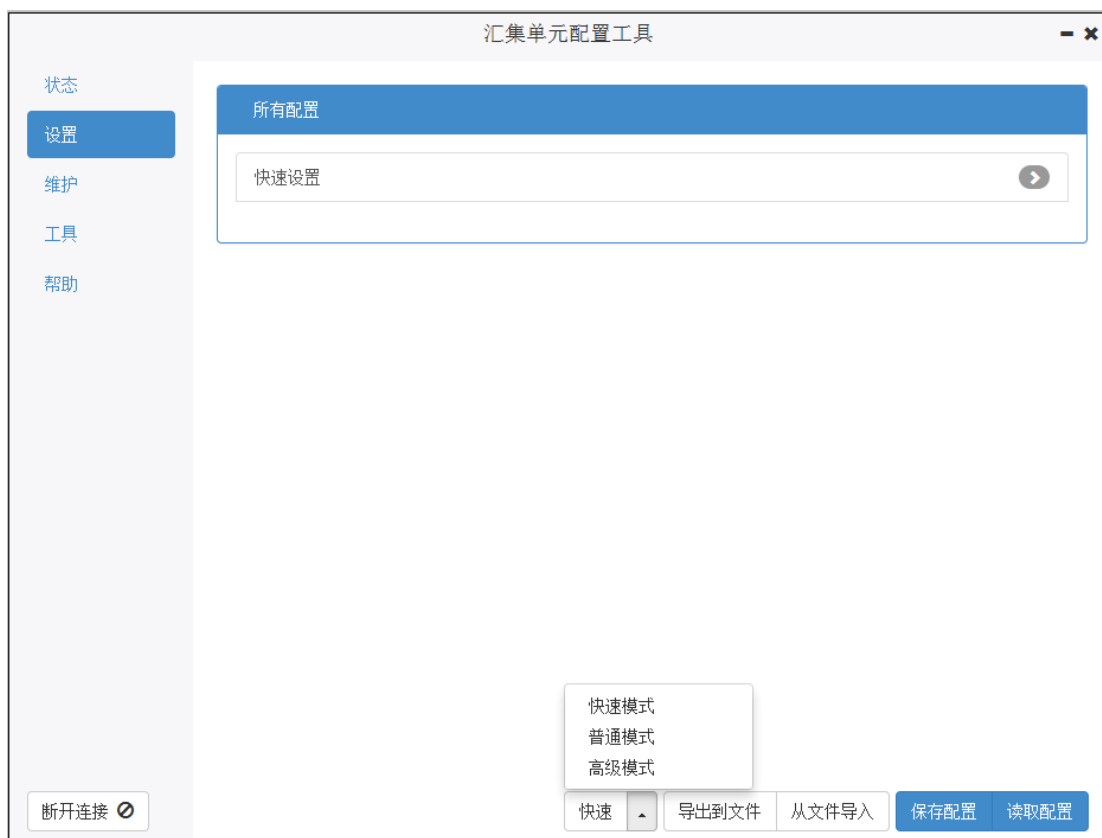 汇集单元配置工具
状态
设置
维护
工具
帮助
所有配置
快速设置
快速模式
普通模式
高级模式
断开连接
快速 导出到文件 从文件导入 保存配置 读取配置